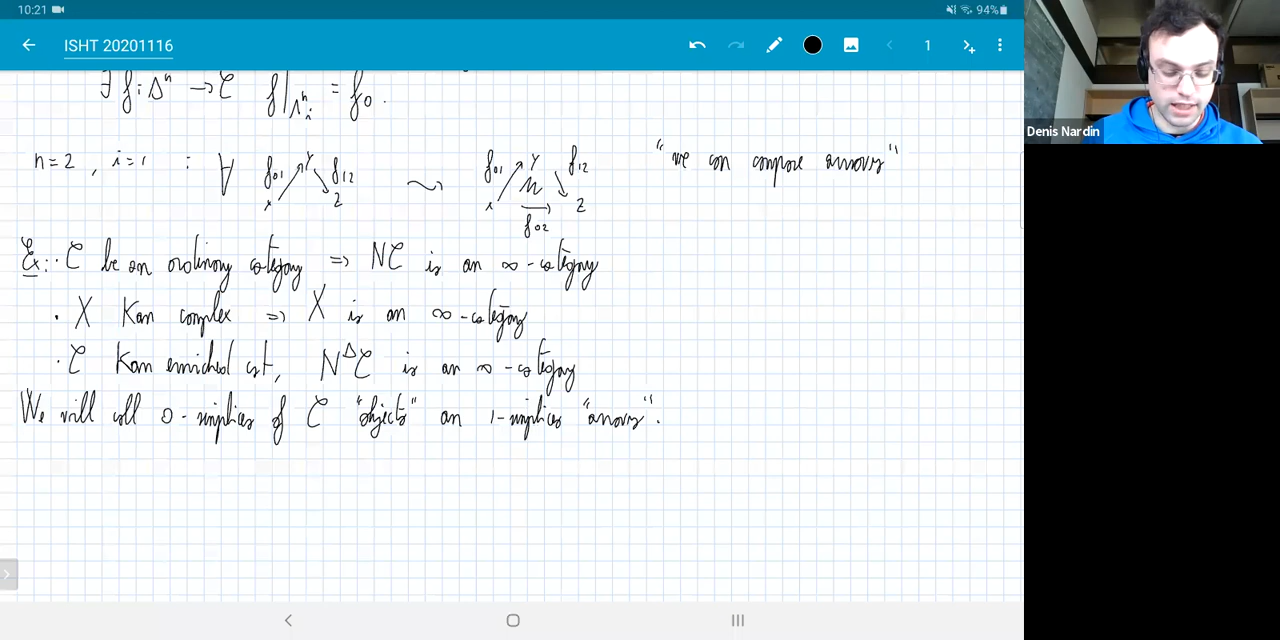 10:21
94%
ISHT 20201116
1
Denis Nardin
∃ f: Δⁿ → C f|Λⁿᵢ = f₀.
n=2, i=1 : ∀ f₀₁ Y f₁₂ x Z ⤳ f₀₁ Y f₁₂ x Z f₀₂ "we can compose arrows"
Ex: · C be an ordinary category ⇒ NC is an ∞-category
· X Kan complex ⇒ X is an ∞-category
· C Kan enriched cat, N^Δ C is an ∞-category
We will call 0-simplices of C "objects" an 1-simplices "arrows".